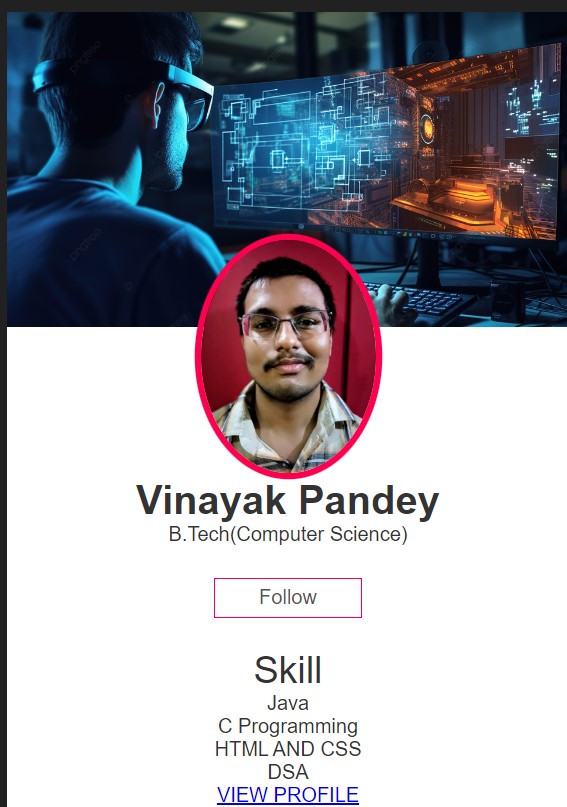 Vinayak Pandey
B.Tech(Computer Science)
Follow
Skill
Java
C Programming
HTML AND CSS
DSA
VIEW PROFILE